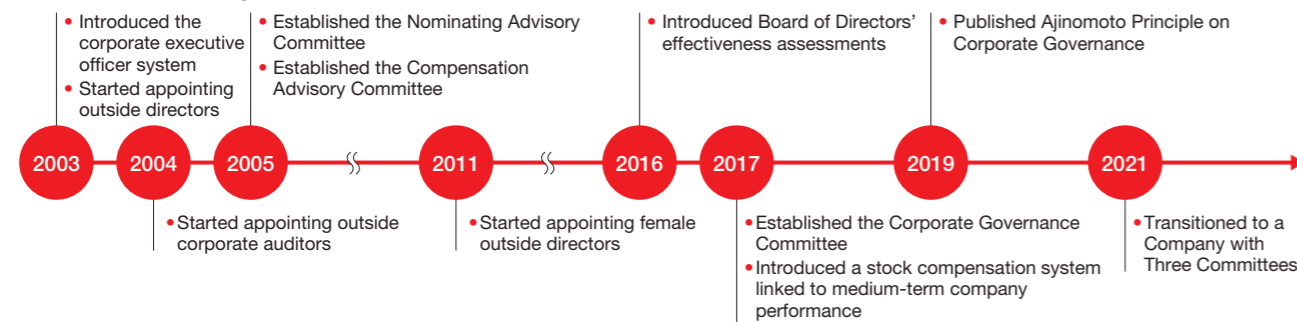 • Introduced the
corporate executive
officer system
• Started appointing
outside directors
• Established the Nominating Advisory
Committee
• Established the Compensation
Advisory Committee
• Introduced Board of Directors'
effectiveness assessments
• Published Ajinomoto Principle on
Corporate Governance
2003
2004
2005
2011
2016
2017
2019
2021
• Started appointing outside
corporate auditors
• Started appointing female
outside directors
• Established the Corporate Governance
Committee
• Introduced a stock compensation system
linked to medium-term company
performance
• Transitioned to a
Company with
Three Committees